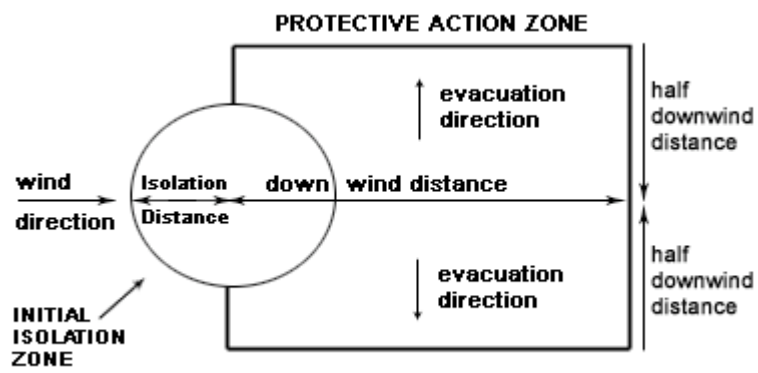 PROTECTIVE ACTION ZONE
evacuation
direction
half
downwind
distance
wind
direction
Isolation
Distance
down wind distance
evacuation
direction
half
downwind
distance
INITIAL
ISOLATION
ZONE